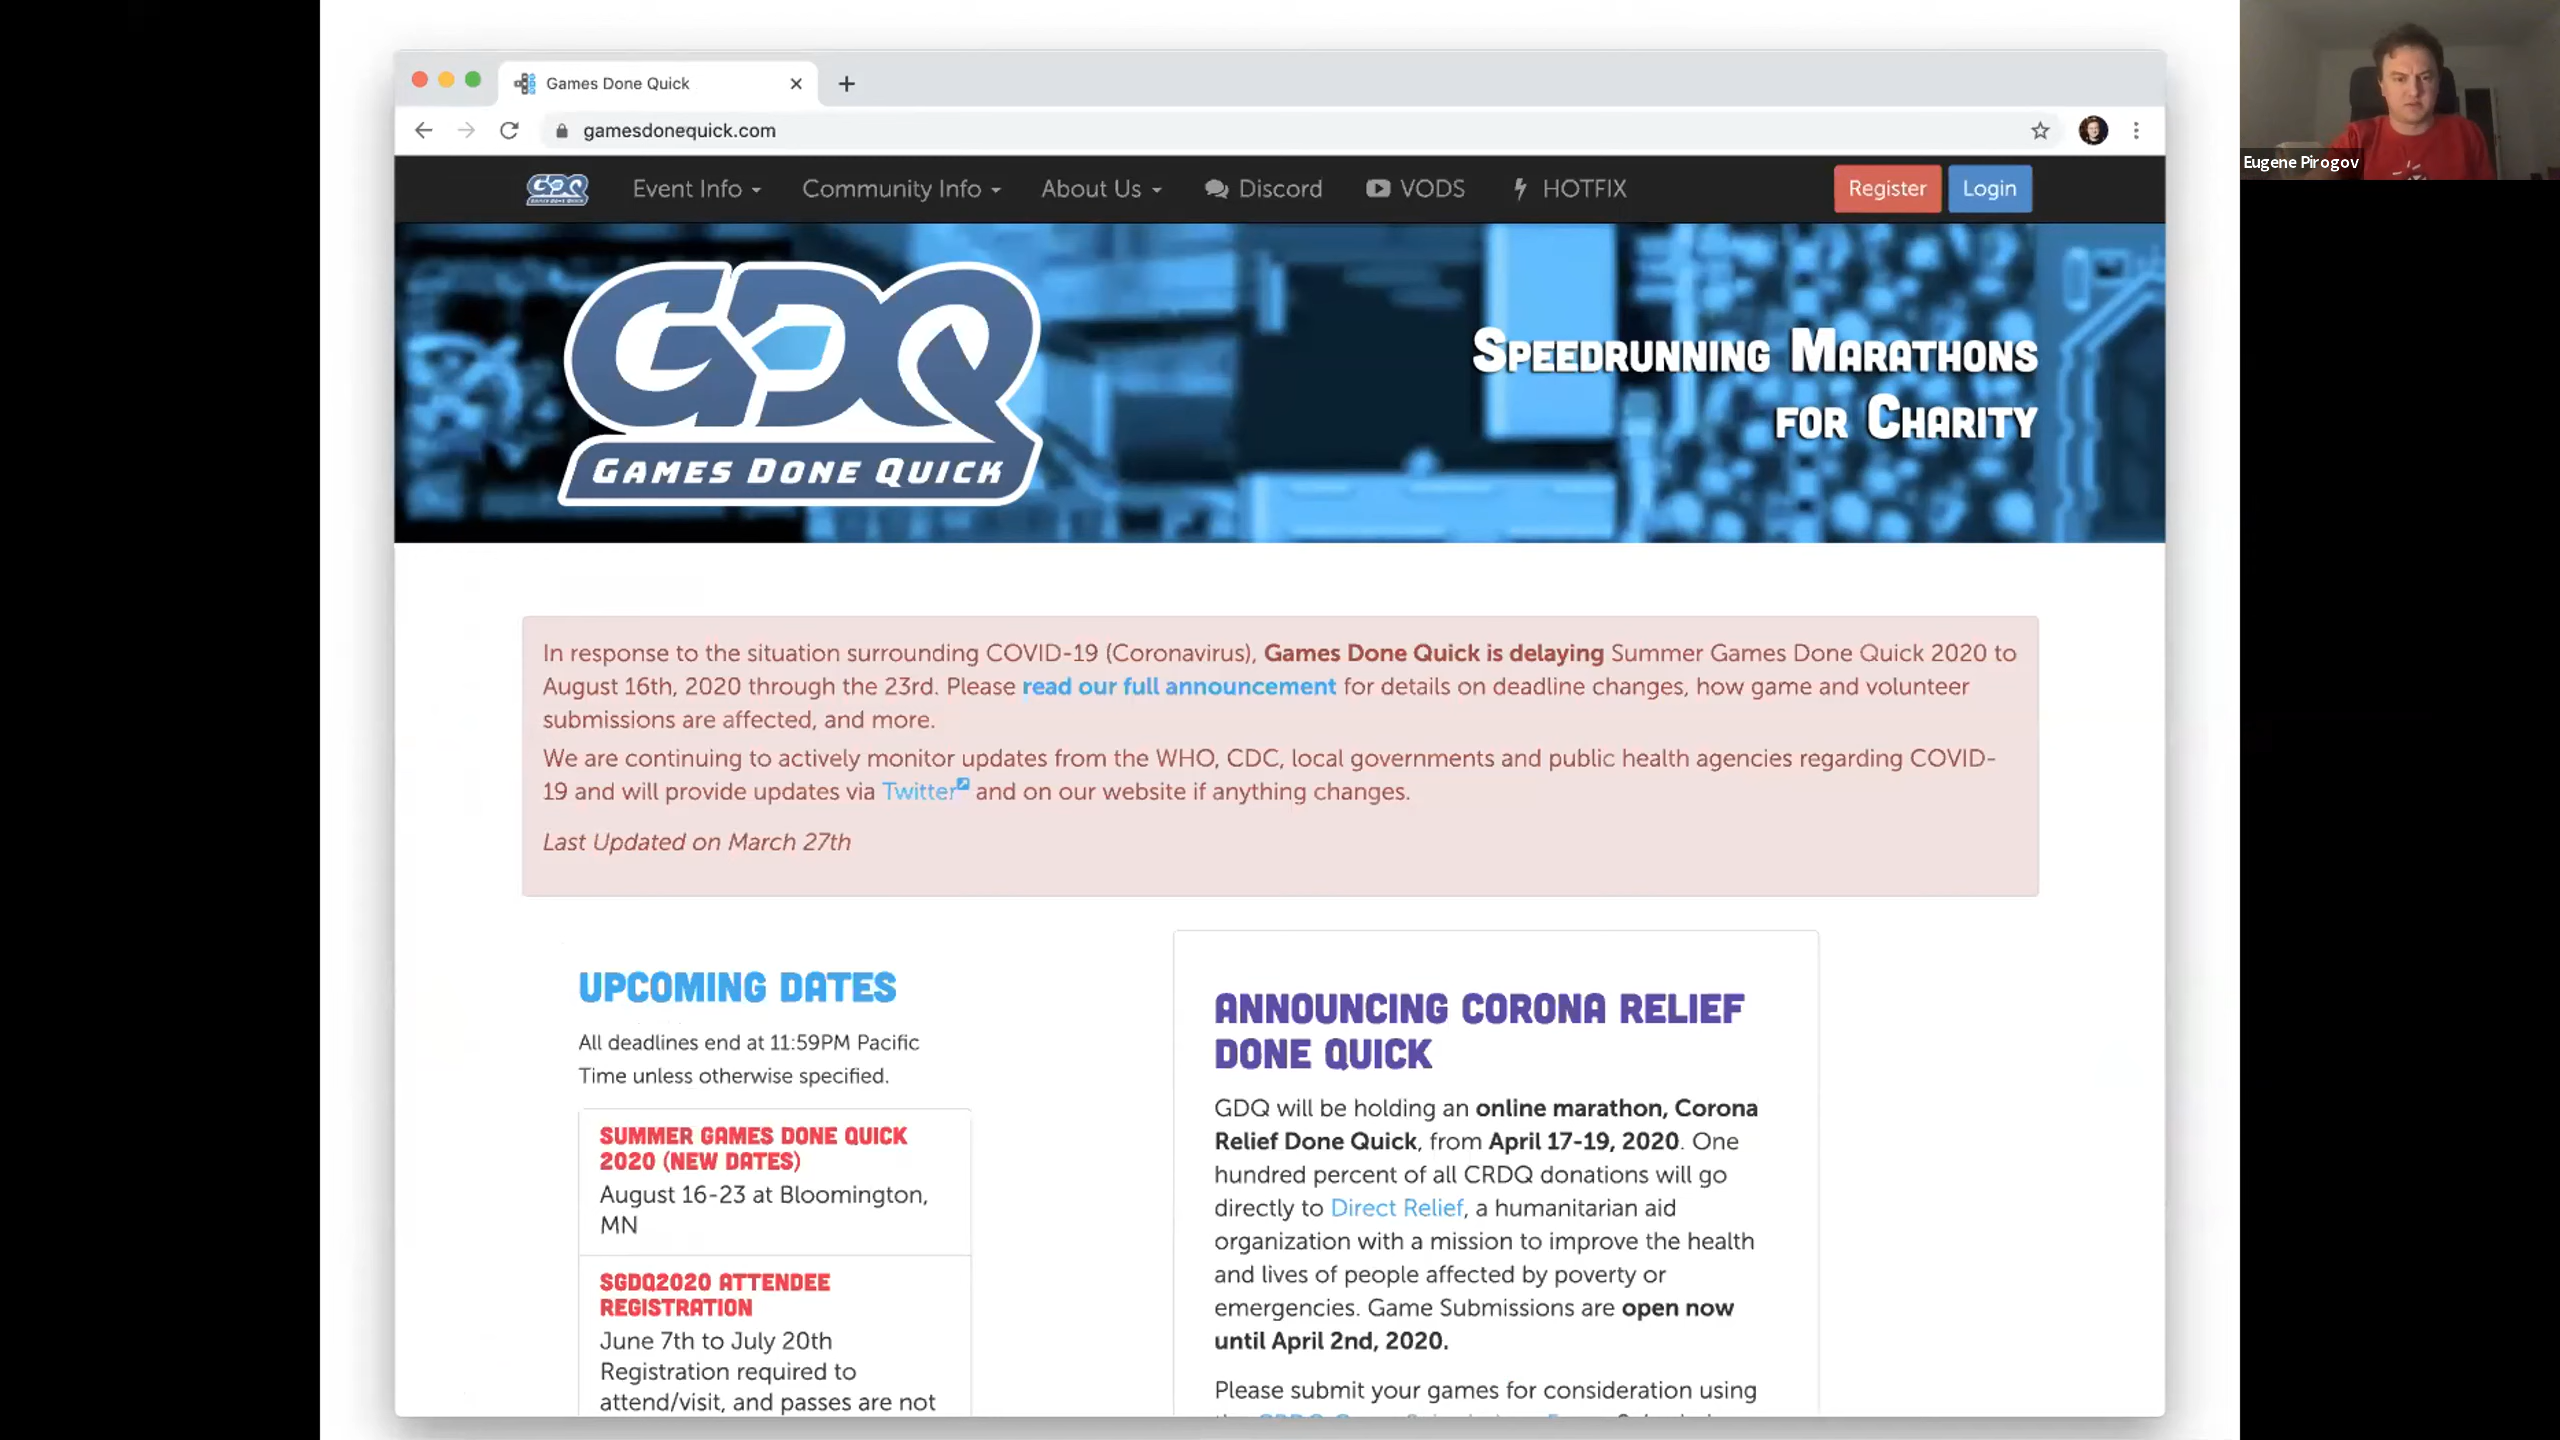 Games Done Quick
gamesdonequick.com
Eugene Pirogov
GDQ
GAMES DONE QUICK
Event Info
Community Info
About Us
Discord
VODS
HOTFIX
Register
Login
GDQ
GAMES DONE QUICK
SPEEDRUNNING MARATHONS
FOR CHARITY
In response to the situation surrounding COVID-19 (Coronavirus), Games Done Quick is delaying Summer Games Done Quick 2020 to
August 16th, 2020 through the 23rd. Please read our full announcement for details on deadline changes, how game and volunteer
submissions are affected, and more.
We are continuing to actively monitor updates from the WHO, CDC, local governments and public health agencies regarding COVID-
19 and will provide updates via Twitter and on our website if anything changes.
Last Updated on March 27th
UPCOMING DATES
All deadlines end at 11:59PM Pacific
Time unless otherwise specified.
SUMMER GAMES DONE QUICK
2020 (NEW DATES)
August 16-23 at Bloomington,
MN
SGDQ2020 ATTENDEE
REGISTRATION
June 7th to July 20th
Registration required to
attend/visit, and passes are not
ANNOUNCING CORONA RELIEF
DONE QUICK
GDQ will be holding an online marathon, Corona
Relief Done Quick, from April 17-19, 2020. One
hundred percent of all CRDQ donations will go
directly to Direct Relief, a humanitarian aid
organization with a mission to improve the health
and lives of people affected by poverty or
emergencies. Game Submissions are open now
until April 2nd, 2020.
Please submit your games for consideration using